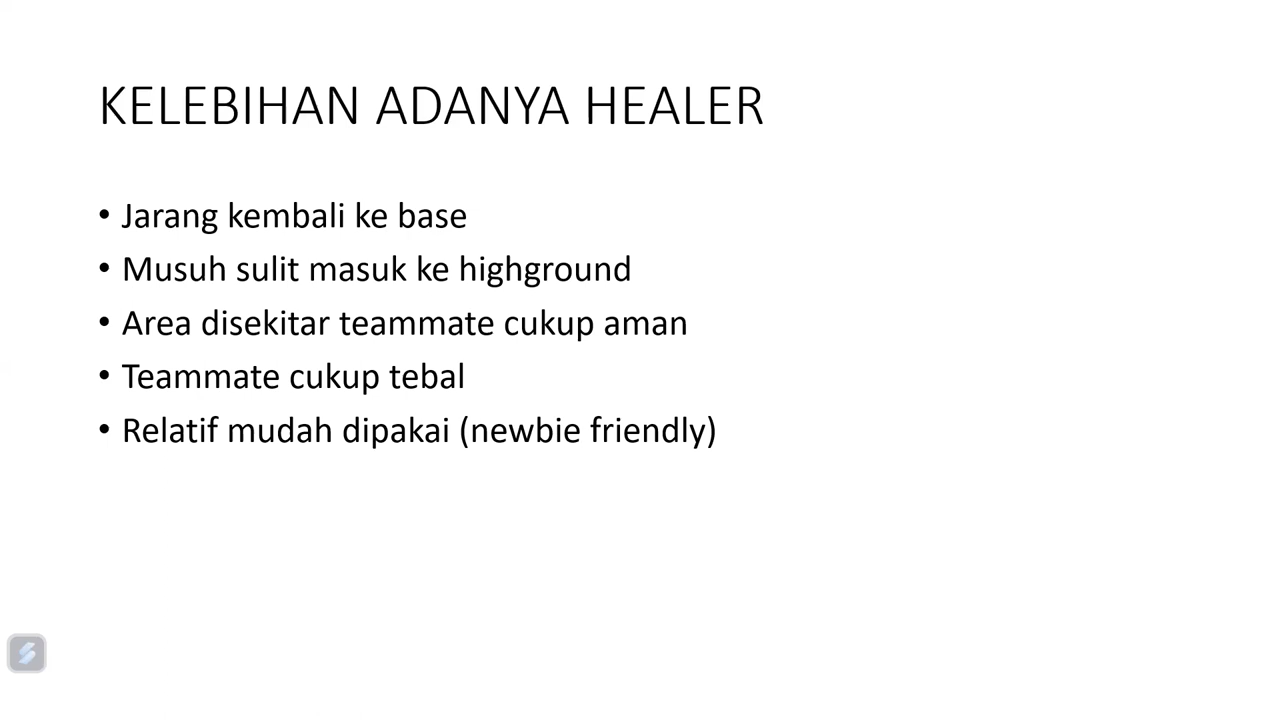 KELEBIHAN ADANYA HEALER
• Jarang kembali ke base
• Musuh sulit masuk ke highground
• Area disekitar teammate cukup aman
• Teammate cukup tebal
• Relatif mudah dipakai (newbie friendly)